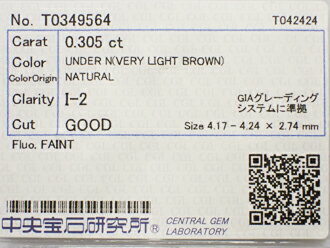 No. T0349564 T042424
Carat 0.305 ct
Color UNDER N(VERY LIGHT BROWN)
ColorOrigin NATURAL
Clarity I-2 GIAグレーディング
システムに準拠
Cut GOOD Size 4.17 - 4.24 × 2.74 mm
Fluo. FAINT
中央宝石研究所® CENTRAL GEM
LABORATORY